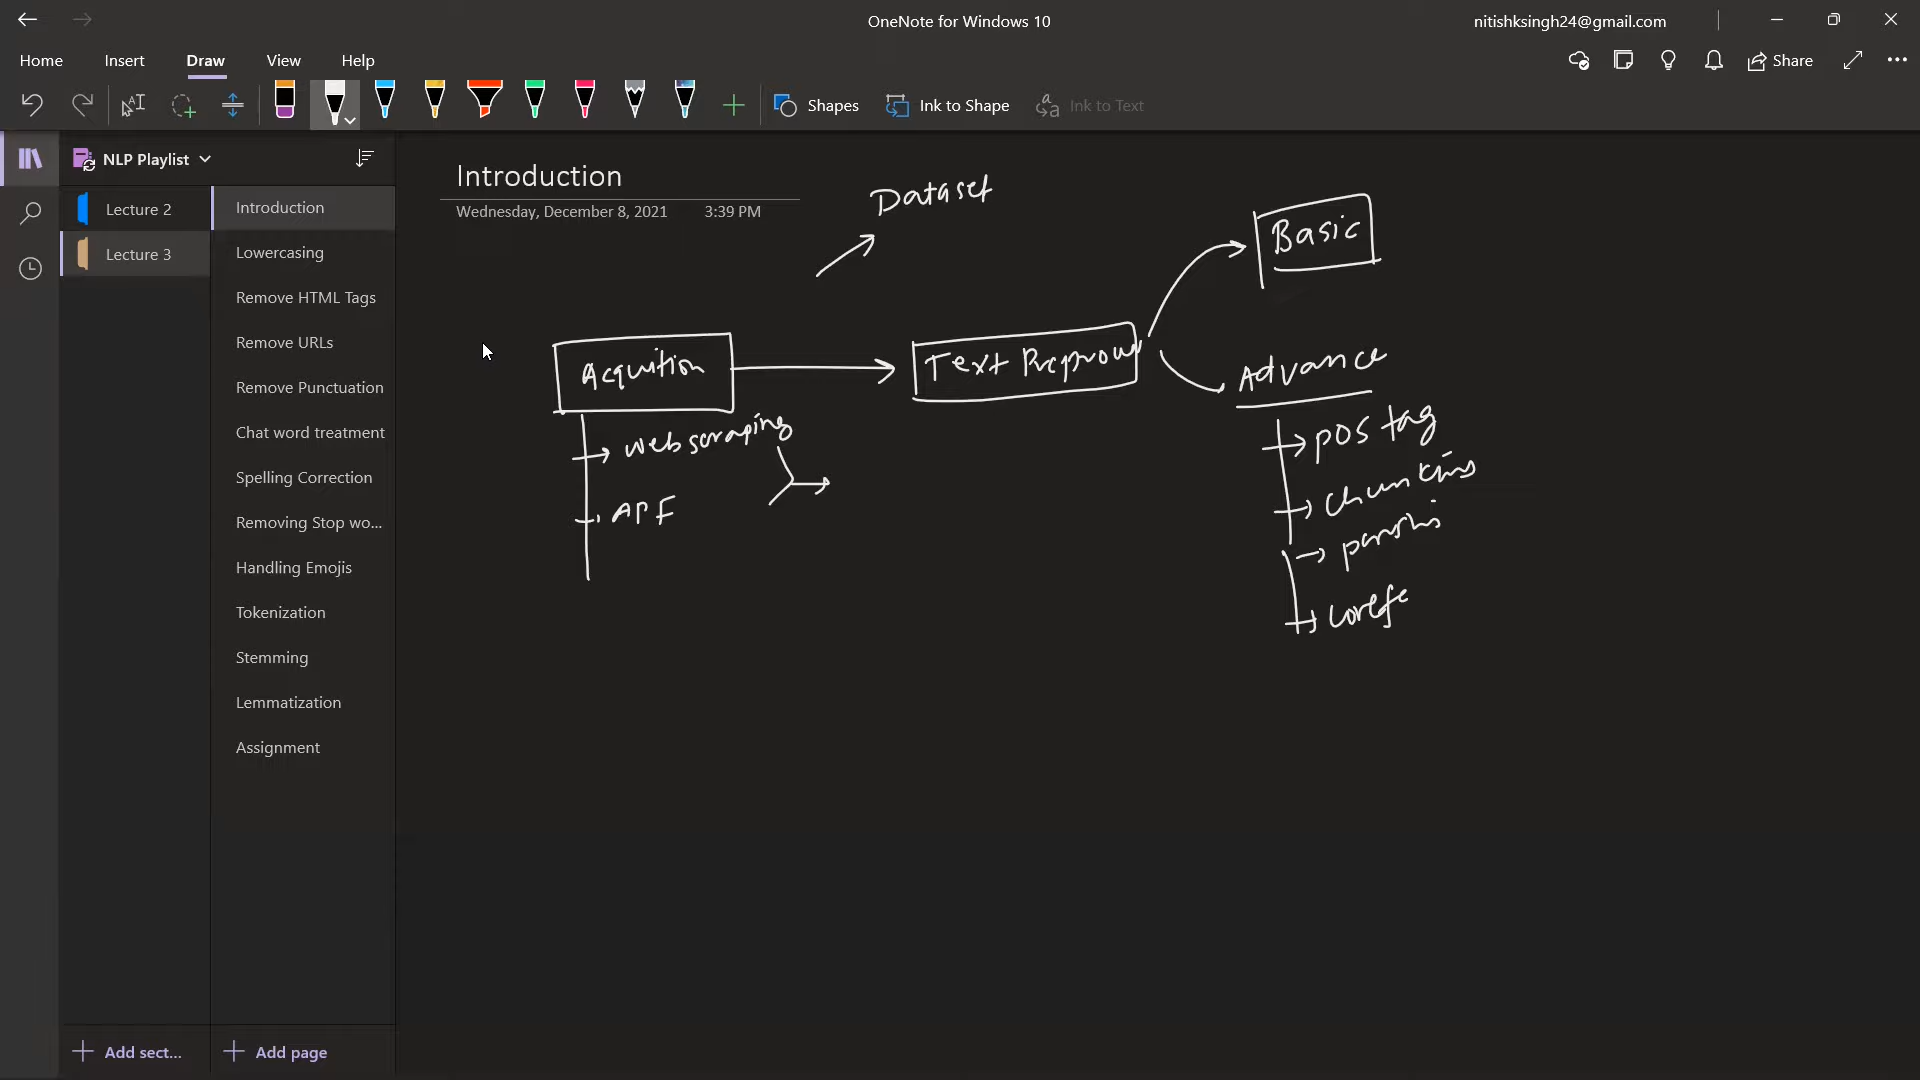 OneNote for Windows 10
nitishksingh24@gmail.com
Home Insert Draw View Help
Share
Shapes
Ink to Shape
Ink to Text
NLP Playlist
Lecture 2
Lecture 3
Introduction
Lowercasing
Remove HTML Tags
Remove URLs
Remove Punctuation
Chat word treatment
Spelling Correction
Removing Stop wo...
Handling Emojis
Tokenization
Stemming
Lemmatization
Assignment
Add sect...
Add page
Introduction
Wednesday, December 8, 2021 3:39 PM
Dataset
Basic
Acquition
Text
Advance
web scraping
API
pos tag
chunking